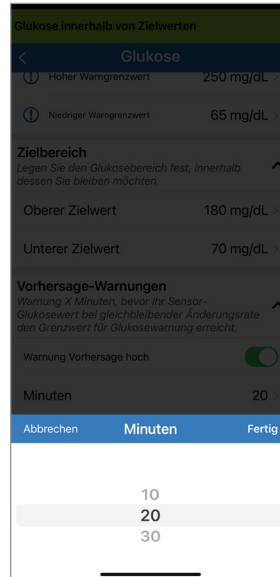 Glukose innerhalb von Zielwerten
Glukose
Hoher Warngrenzwert 250 mg/dL
Niedriger Warngrenzwert 65 mg/dL
Zielbereich
Legen Sie den Glukosebereich fest, innerhalb
dessen Sie bleiben möchten.
Oberer Zielwert 180 mg/dL
Unterer Zielwert 70 mg/dL
Vorhersage-Warnungen
Warnung X Minuten, bevor Ihr Sensor-
Glukosewert bei gleichbleibender Änderungsrate
den Grenzwert für Glukosewarnung erreicht.
Warnung Vorhersage hoch
Minuten 20
Abbrechen Minuten Fertig
10
20
30